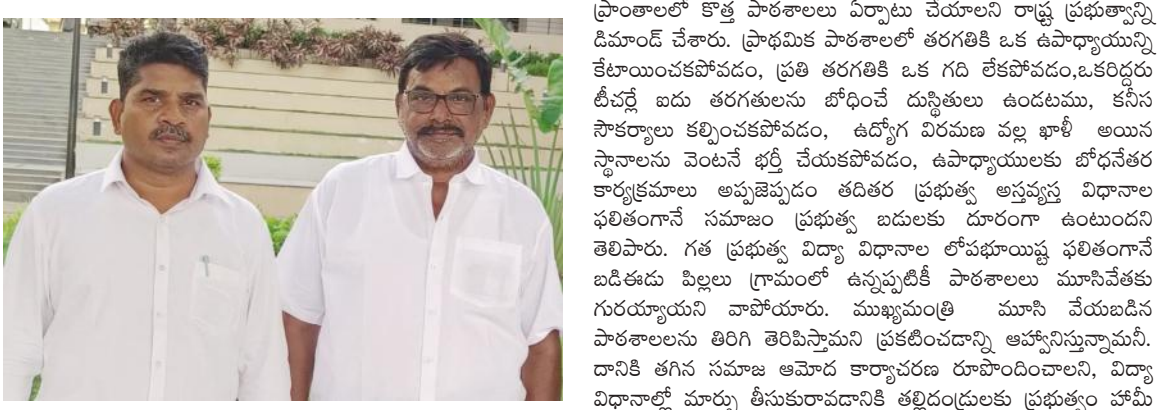 ప్రాంతాలలో కొత్త పాఠశాలలు ఏర్పాటు చేయాలని రాష్ట్ర ప్రభుత్వాన్ని
డిమాండ్ చేశారు. ప్రాథమిక పాఠశాలలో తరగతికి ఒక ఉపాధ్యాయున్ని
కేటాయించకపోవడం, ప్రతి తరగతికి ఒక గది లేకపోవడం,ఒకరిద్దరు
టీచర్లే ఐదు తరగతులను బోధించే దుస్థితులు ఉండటము, కనీస
సౌకర్యాలు కల్పించకపోవడం, ఉద్యోగ విరమణ వల్ల ఖాళీ అయిన
స్థానాలను వెంటనే భర్తీ చేయకపోవడం, ఉపాధ్యాయులకు బోధనేతర
కార్యక్రమాలు అప్పజెప్పడం తదితర ప్రభుత్వ అస్తవ్యస్త విధానాల
ఫలితంగానే సమాజం ప్రభుత్వ బడులకు దూరంగా ఉంటుందని
తెలిపారు. గత ప్రభుత్వ విద్యా విధానాల లోపభూయిష్ట ఫలితంగానే
బడిఈడు పిల్లలు గ్రామంలో ఉన్నప్పటికీ పాఠశాలలు మూసివేతకు
గురయ్యాయని వాపోయారు. ముఖ్యమంత్రి మూసి వేయబడిన
పాఠశాలలను తిరిగి తెరిపిస్తామని ప్రకటించడాన్ని ఆహ్వానిస్తున్నామనీ.
దానికి తగిన సమాజ ఆమోద కార్యాచరణ రూపొందించాలని, విద్యా
విధానాల్లో మార్పు తీసుకురావడానికి తల్లిదండ్రులకు ప్రభుత్వం హామీ